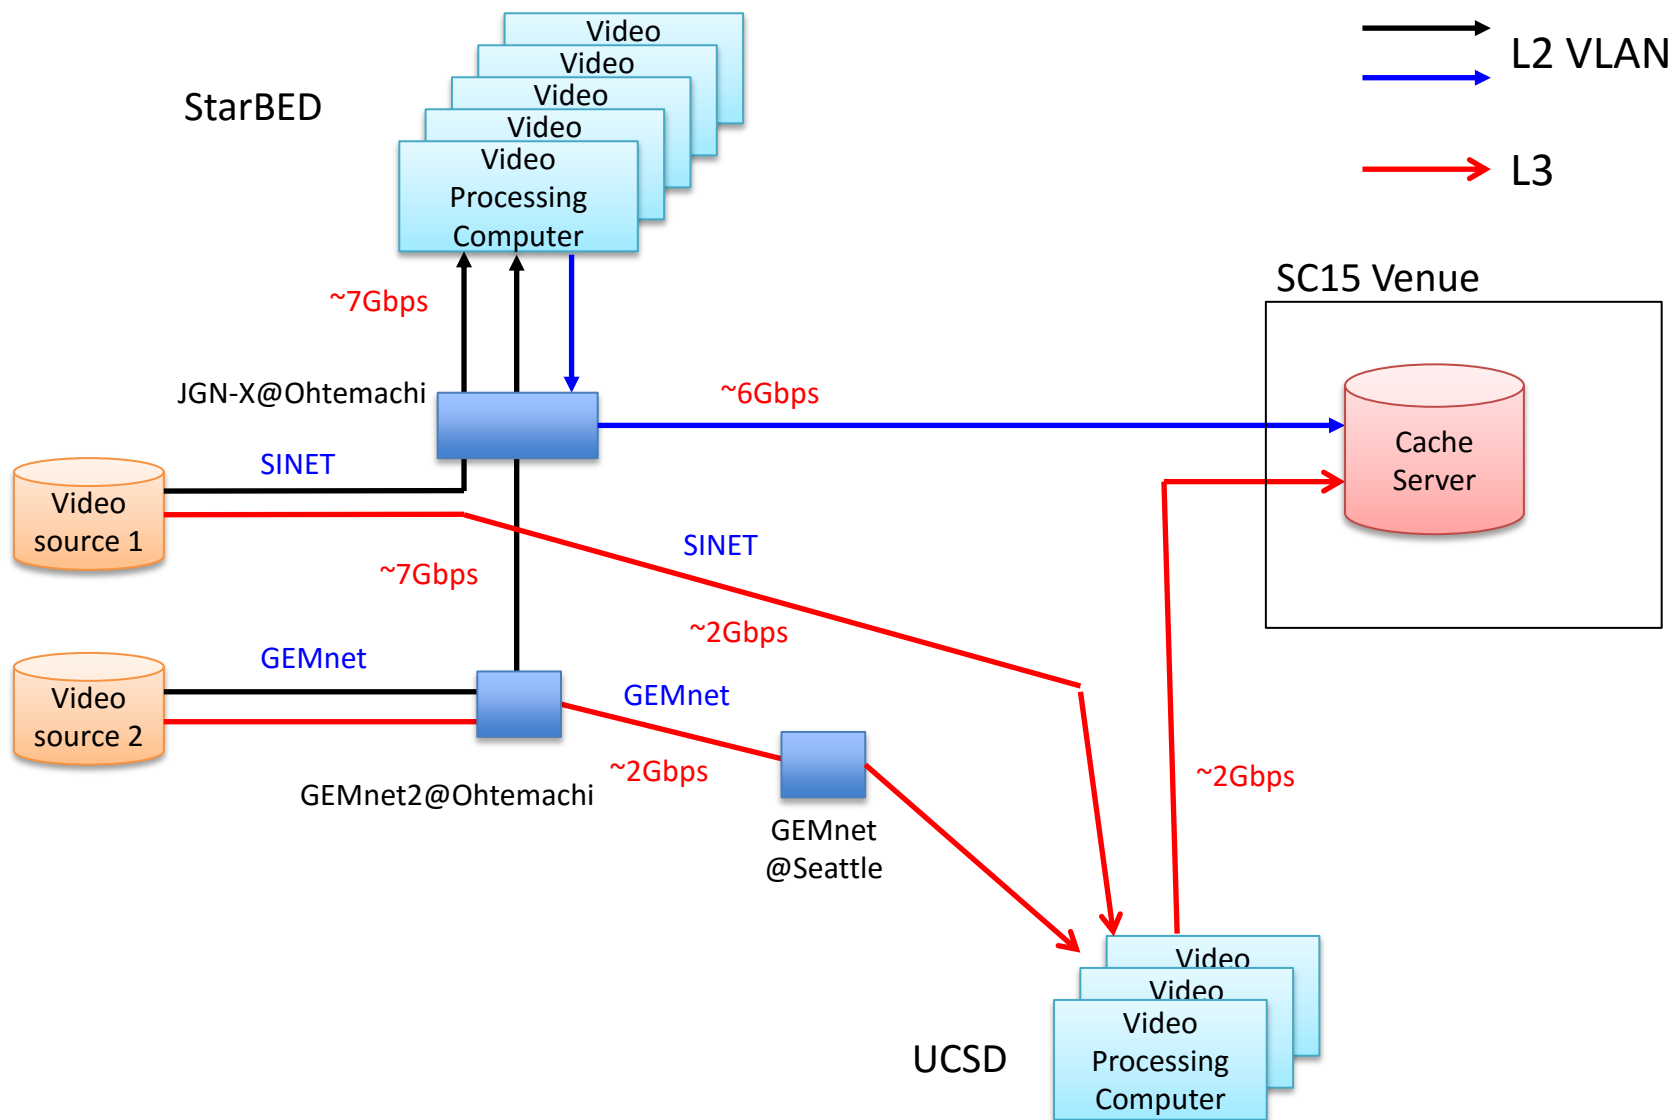 Video
Video
Video
Video
Video
Processing
Computer
StarBED
L2 VLAN
L3
~7Gbps
SC15 Venue
JGN-X@Ohtemachi
~6Gbps
Cache
Server
SINET
Video
source 1
SINET
~7Gbps
~2Gbps
GEMnet
Video
source 2
GEMnet
~2Gbps
GEMnet2@Ohtemachi
~2Gbps
GEMnet
@Seattle
Video
Video
Video
Processing
Computer
UCSD